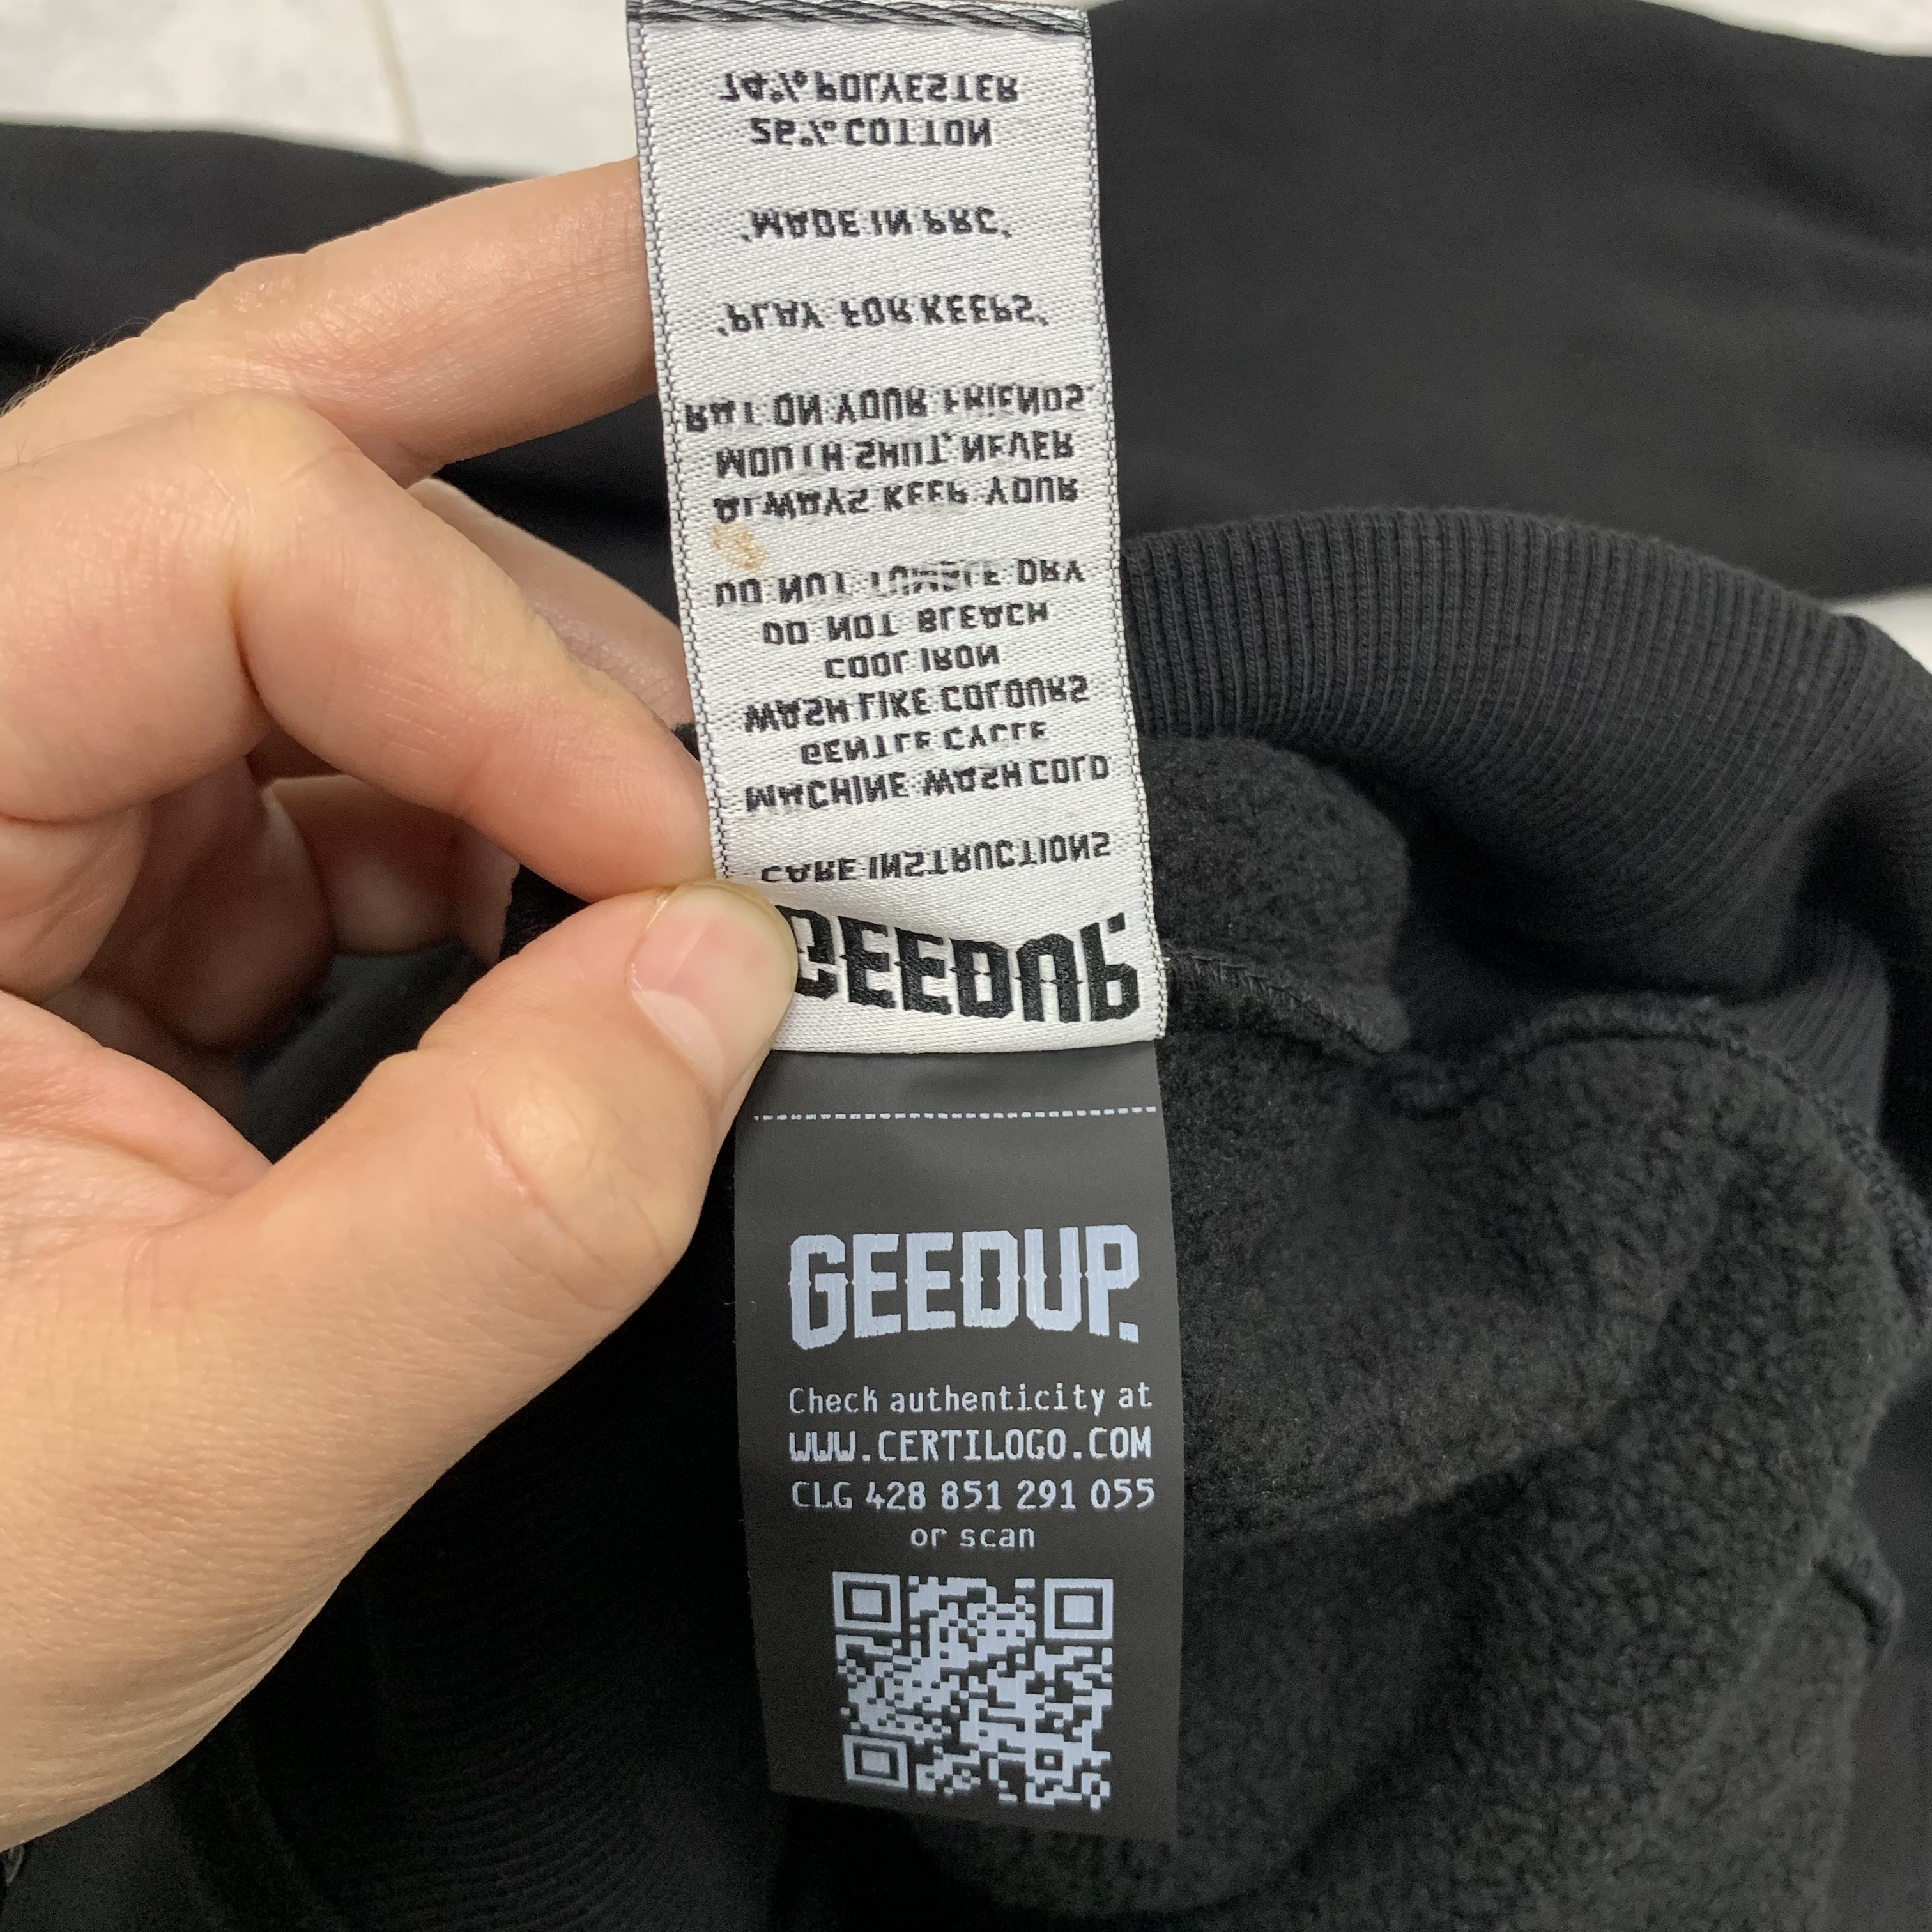 GEEDUP
CARE INSTRUCTIONS
MACHINE WASH COLD
GENTLE CYCLE
WASH LIKE COLOURS
COOL IRON
DO NOT BLEACH
DO NOT TUMBLE DRY
ALWAYS KEEP YOUR
MOUTH SHUT, NEVER
RAT ON YOUR FRIENDS
'PLAY FOR KEEPS'
'MADE IN PRC'
26% COTTON
74% POLYESTER
GEEDUP.
Check authenticity at
WWW.CERTILOGO.COM
CLG 428 851 291 055
or scan